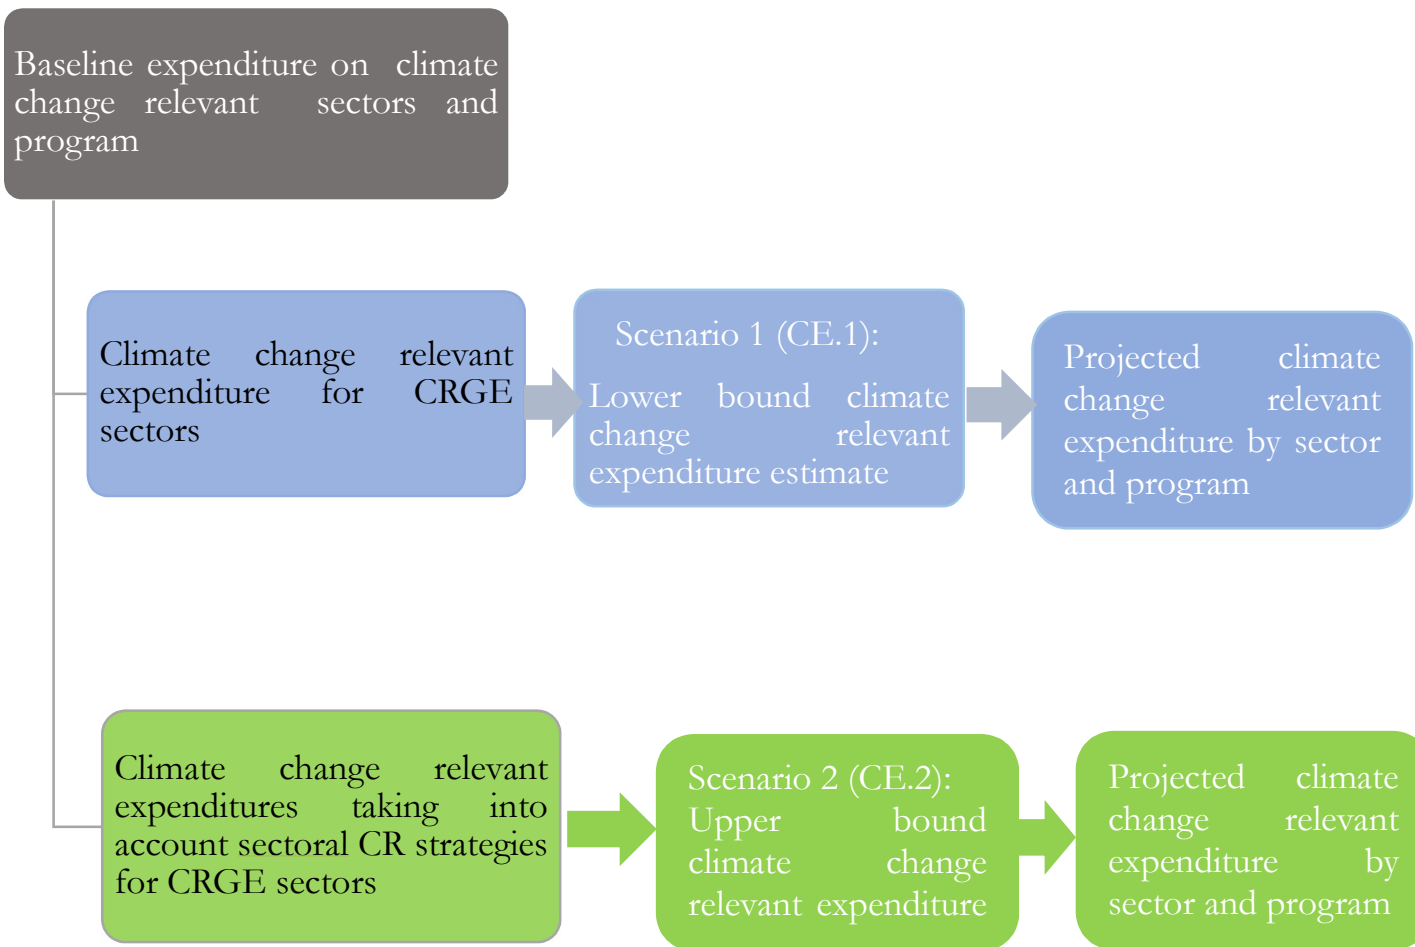 Baseline expenditure on climate
change relevant sectors and
program
Climate change relevant
expenditure for CRGE
sectors
Scenario 1 (CE.1):
Lower bound climate
change relevant
expenditure estimate
Projected climate
change relevant
expenditure by sector
and program
Climate change relevant
expenditures taking into
account sectoral CR strategies
for CRGE sectors
Scenario 2 (CE.2):
Upper bound
climate change
relevant expenditure
Projected climate
change relevant
expenditure by
sector and program